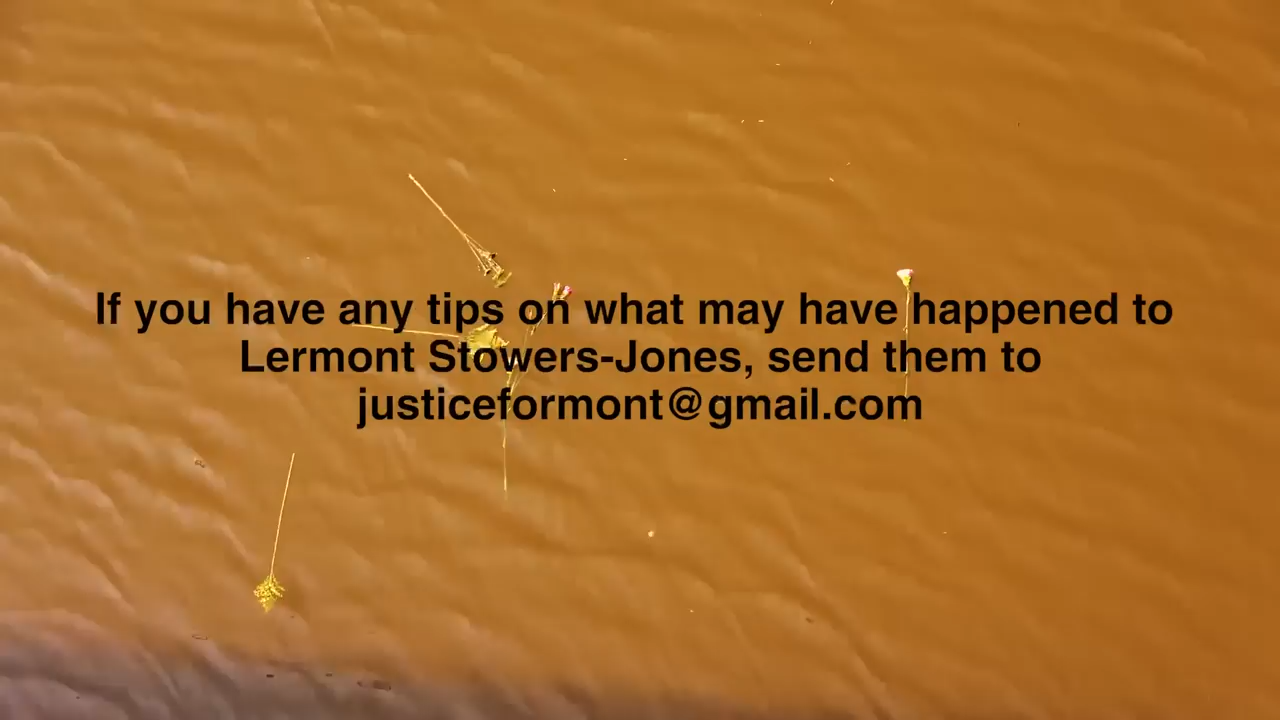 If you have any tips on what may have happened to
Lermont Stowers-Jones, send them to
justiceformont@gmail.com